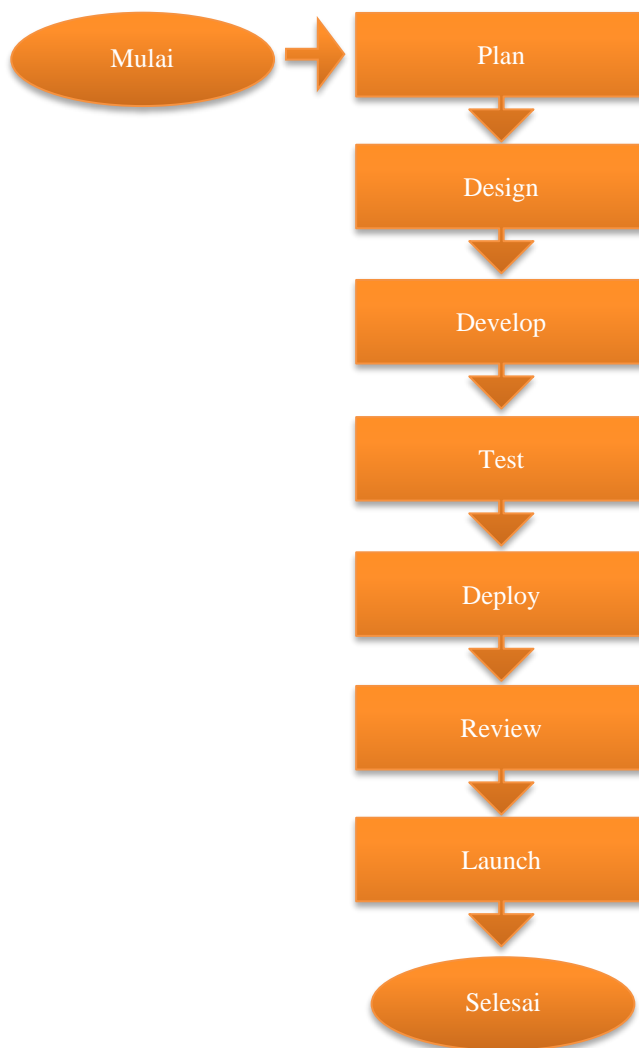 Mulai
Plan
Design
Develop
Test
Deploy
Review
Launch
Selesai